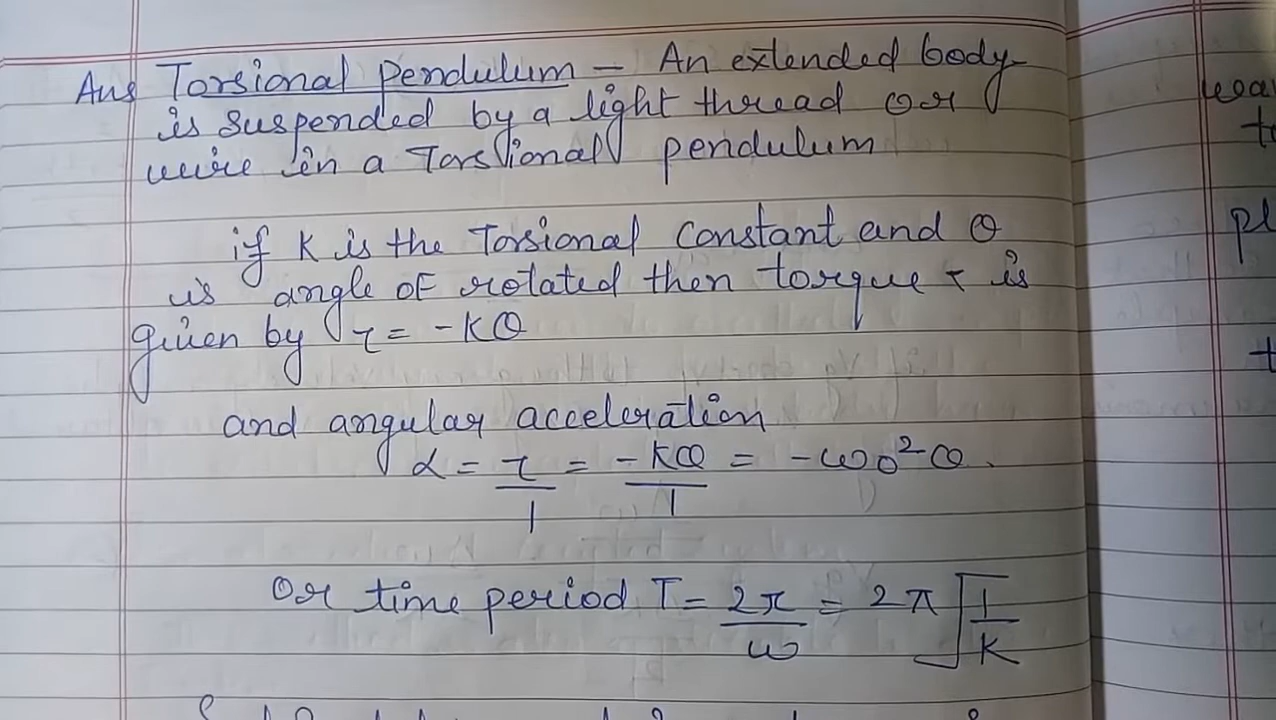 Ans Torsional pendulum - An extended body
is suspended by a light thread or
wire in a Torsional pendulum
if K is the Torsional constant and θ
is angle of rotated then torque τ is
given by τ = -Kθ
and angular acceleration
α = τ/I = -kθ/I = -ω0²θ.
Or time period T = 2π/ω = 2π√(I/K)